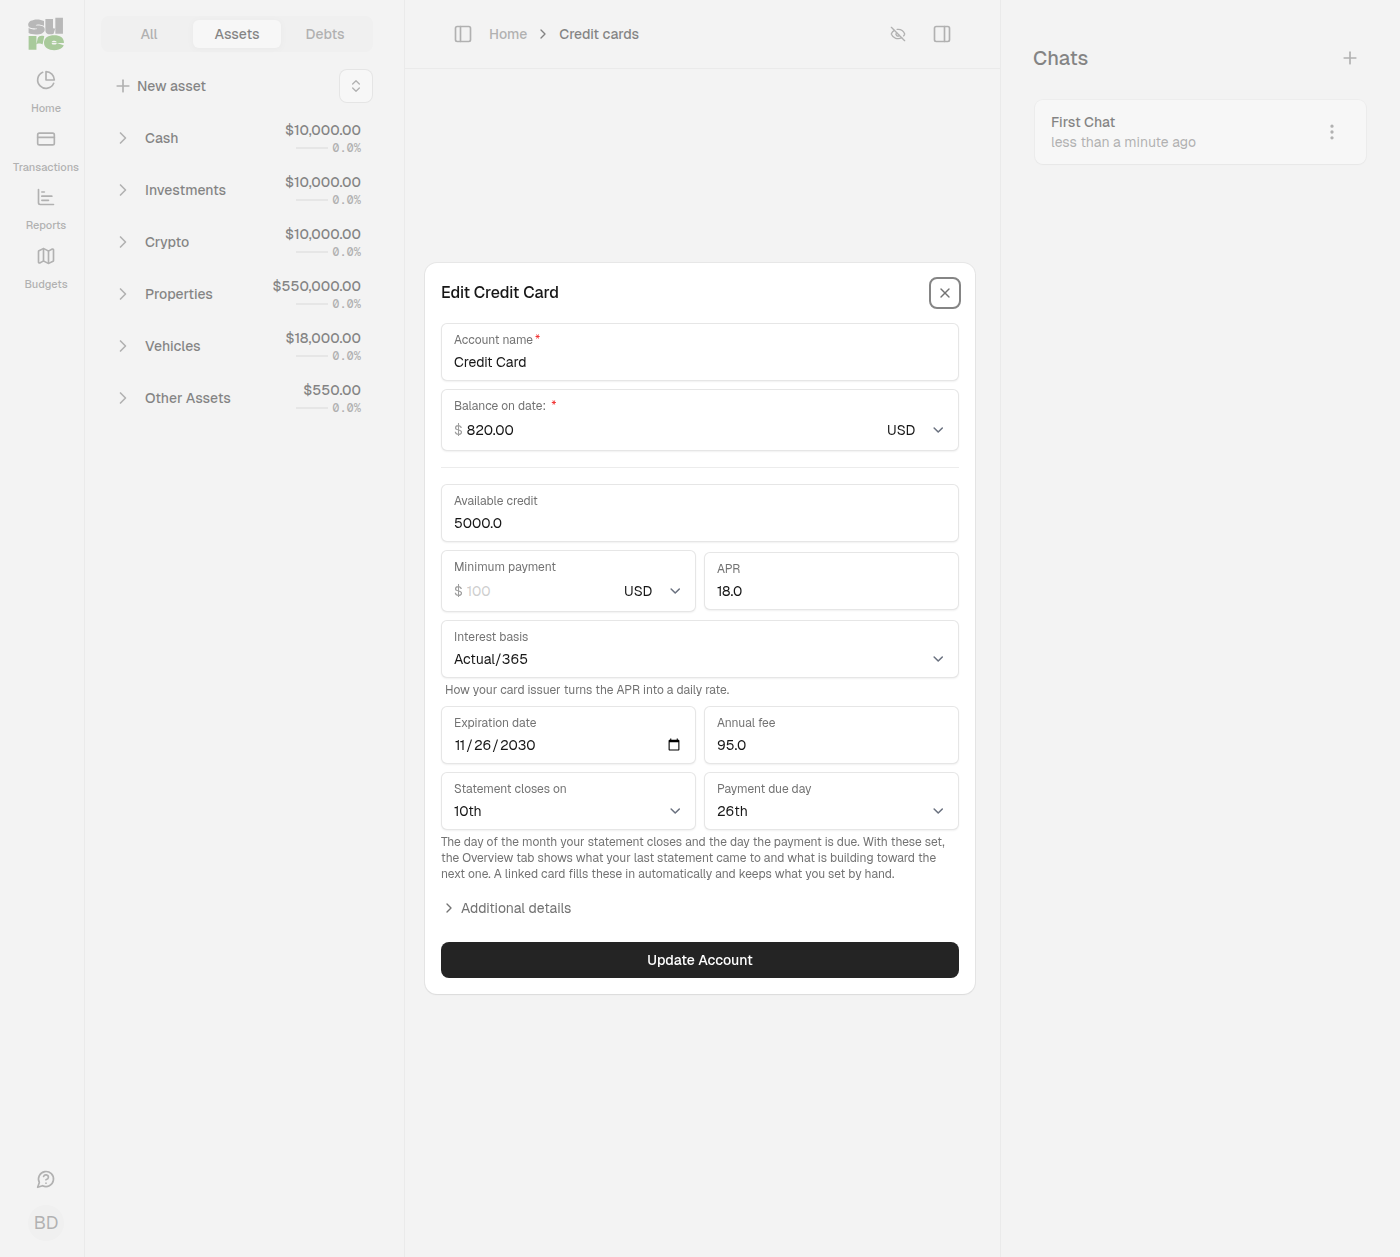 sure
Home
Transactions
Reports
Budgets
BD
All
Assets
Debts
New asset
Cash
$10,000.00
0.0%
Investments
$10,000.00
0.0%
Crypto
$10,000.00
0.0%
Properties
$550,000.00
0.0%
Vehicles
$18,000.00
0.0%
Other Assets
$550.00
0.0%
Home > Credit cards
Edit Credit Card
Account name *
Credit Card
Balance on date: *
$ 820.00
USD
Available credit
5000.0
Minimum payment
$ 100
USD
APR
18.0
Interest basis
Actual/365
How your card issuer turns the APR into a daily rate.
Expiration date
11/26/2030
Annual fee
95.0
Statement closes on
10th
Payment due day
26th
The day of the month your statement closes and the day the payment is due. With these set,
the Overview tab shows what your last statement came to and what is building toward the
next one. A linked card fills these in automatically and keeps what you set by hand.
Additional details
Update Account
Chats
First Chat
less than a minute ago